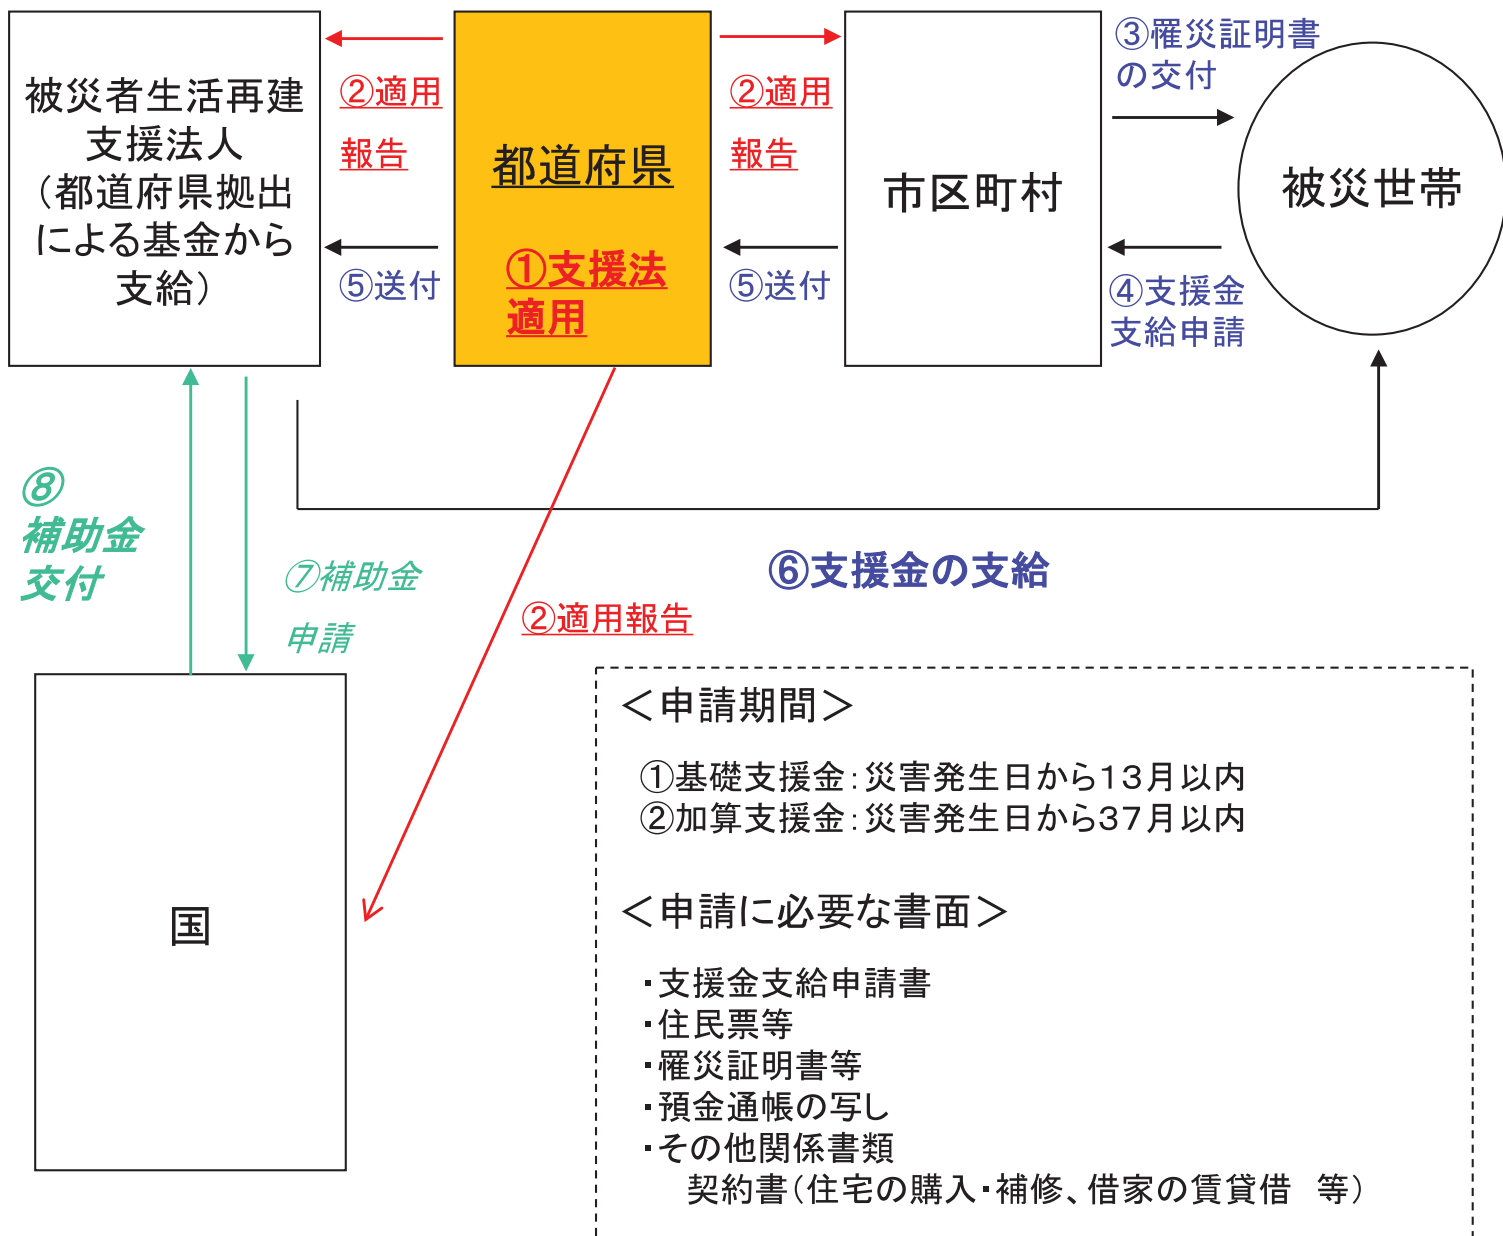 被災者生活再建
支援法人
（都道府県拠出
による基金から
支給）
②適用
報告
⑤送付
都道府県
①支援法
適用
②適用
報告
⑤送付
市区町村
③罹災証明書
の交付
④支援金
支給申請
被災世帯
⑧
補助金
交付
⑦補助金
申請
②適用報告
⑥支援金の支給
国
＜申請期間＞
①基礎支援金：災害発生日から１３月以内
②加算支援金：災害発生日から３７月以内
＜申請に必要な書面＞
・支援金支給申請書
・住民票等
・罹災証明書等
・預金通帳の写し
・その他関係書類
契約書（住宅の購入・補修、借家の賃貸借　等）